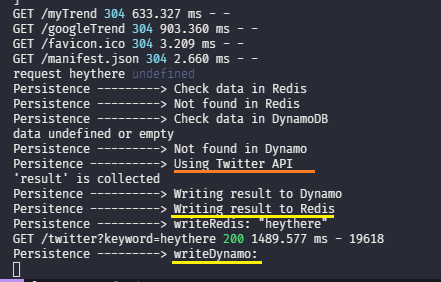 GET /myTrend 304 633.327 ms - -
GET /googleTrend 304 903.360 ms - -
GET /favicon.ico 304 3.209 ms - -
GET /manifest.json 304 2.660 ms - -
request heythere undefined
Persistence ---------> Check data in Redis
Persistence ---------> Not found in Redis
Persistence ---------> Check data in DynamoDB
data undefined or empty
Persistence ---------> Not found in Dynamo
Persitence ---------> Using Twitter API
'result' is collected
Persitence ---------> Writing result to Dynamo
Persitence ---------> Writing result to Redis
Persitence ---------> writeRedis: "heythere"
GET /twitter?keyword=heythere 200 1489.577 ms - 19618
Persitence ---------> writeDynamo: